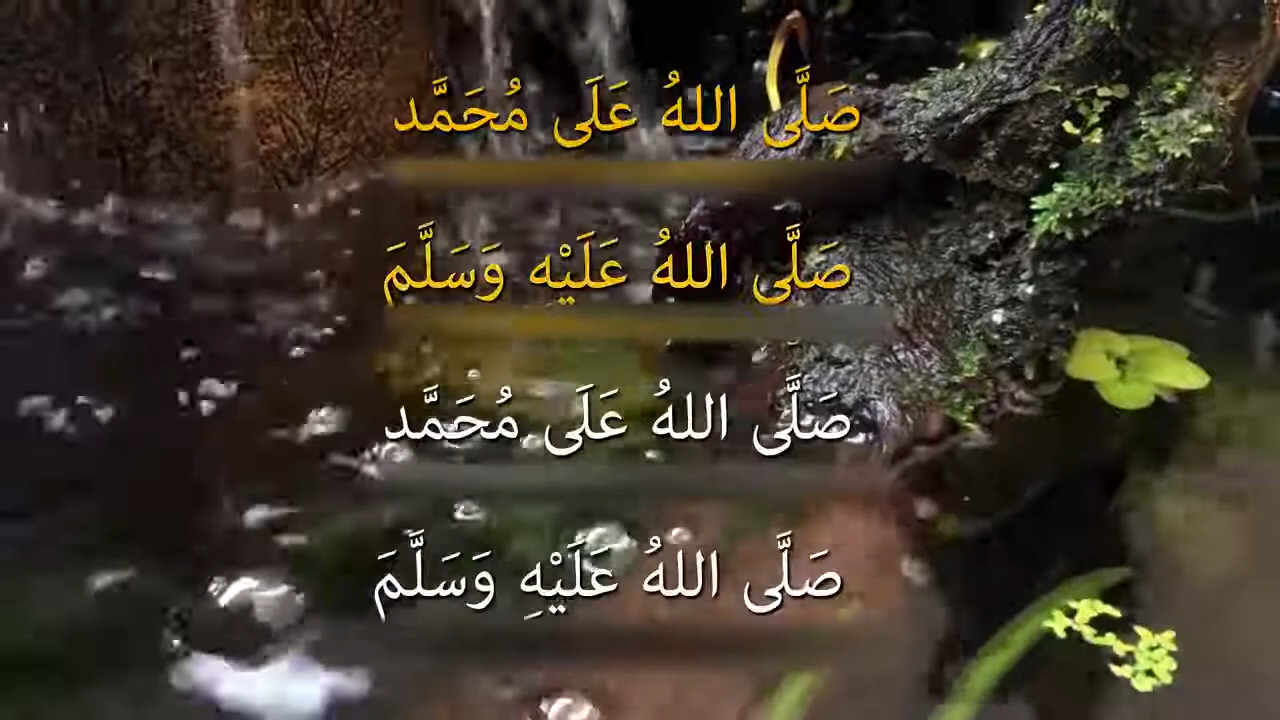 صَلَّى اللهُ عَلَى مُحَمَّد
صَلَّى اللهُ عَلَيْهِ وَسَلَّمَ
صَلَّى اللهُ عَلَى مُحَمَّد
صَلَّى اللهُ عَلَيْهِ وَسَلَّمَ